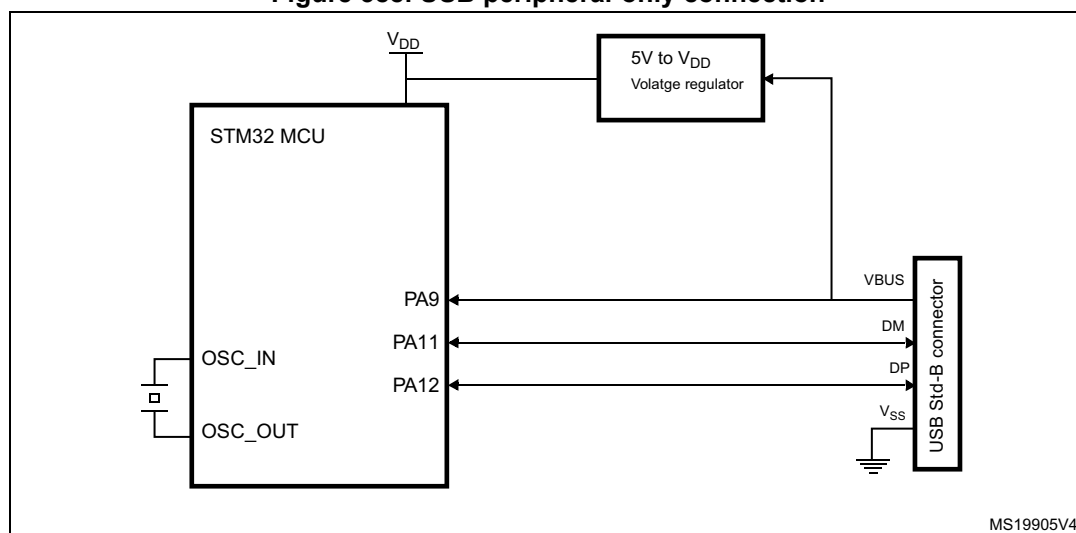 V_DD
5V to V_DD
Volatge regulator
STM32 MCU
PA9
VBUS
PA11
DM
PA12
DP
OSC_IN
OSC_OUT
V_SS
USB Std-B connector
MS19905V4